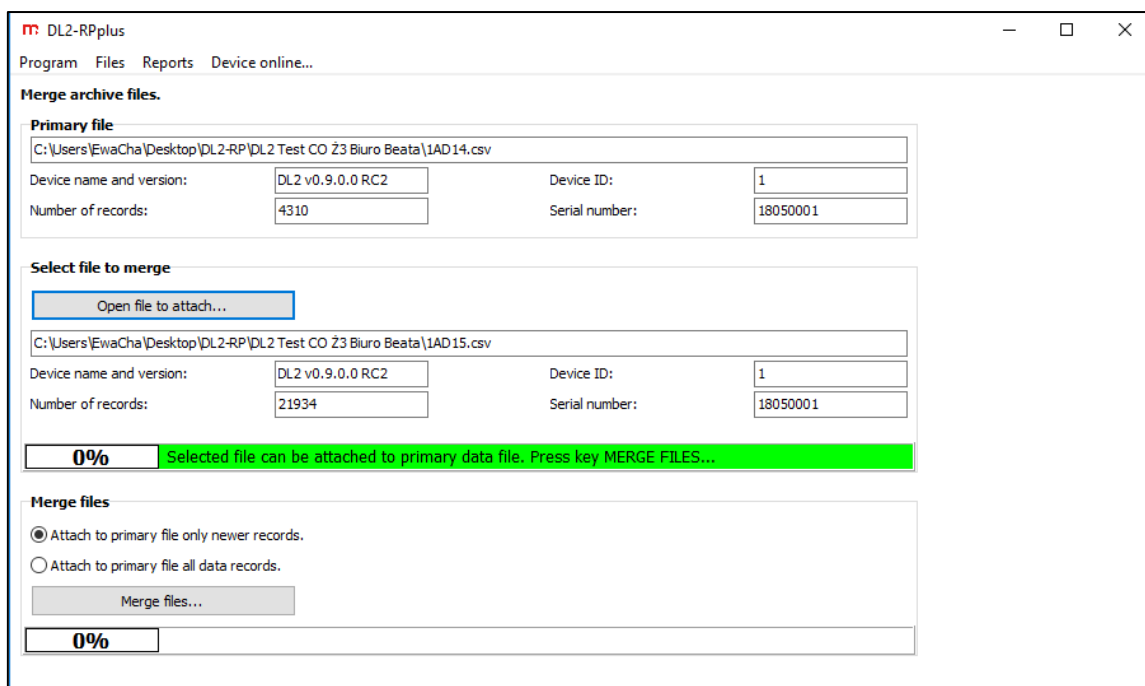 DL2-RPplus
Program Files Reports Device online...
Merge archive files.
Primary file
C:\Users\EwaCha\Desktop\DL2-RP\DL2 Test CO Ż3 Biuro Beata\1AD14.csv
Device name and version: DL2 v0.9.0.0 RC2 Device ID: 1
Number of records: 4310 Serial number: 18050001
Select file to merge
Open file to attach...
C:\Users\EwaCha\Desktop\DL2-RP\DL2 Test CO Ż3 Biuro Beata\1AD15.csv
Device name and version: DL2 v0.9.0.0 RC2 Device ID: 1
Number of records: 21934 Serial number: 18050001
0% Selected file can be attached to primary data file. Press key MERGE FILES...
Merge files
Attach to primary file only newer records.
Attach to primary file all data records.
Merge files...
0%